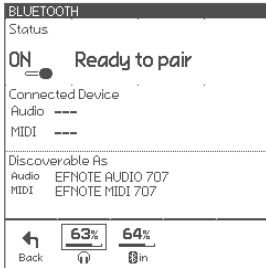 BLUETOOTH
Status
ON Ready to pair
Connected Device
Audio ---
MIDI ---
Discoverable As
Audio EFNOTE AUDIO 707
MIDI EFNOTE MIDI 707
63% 64%
Back in